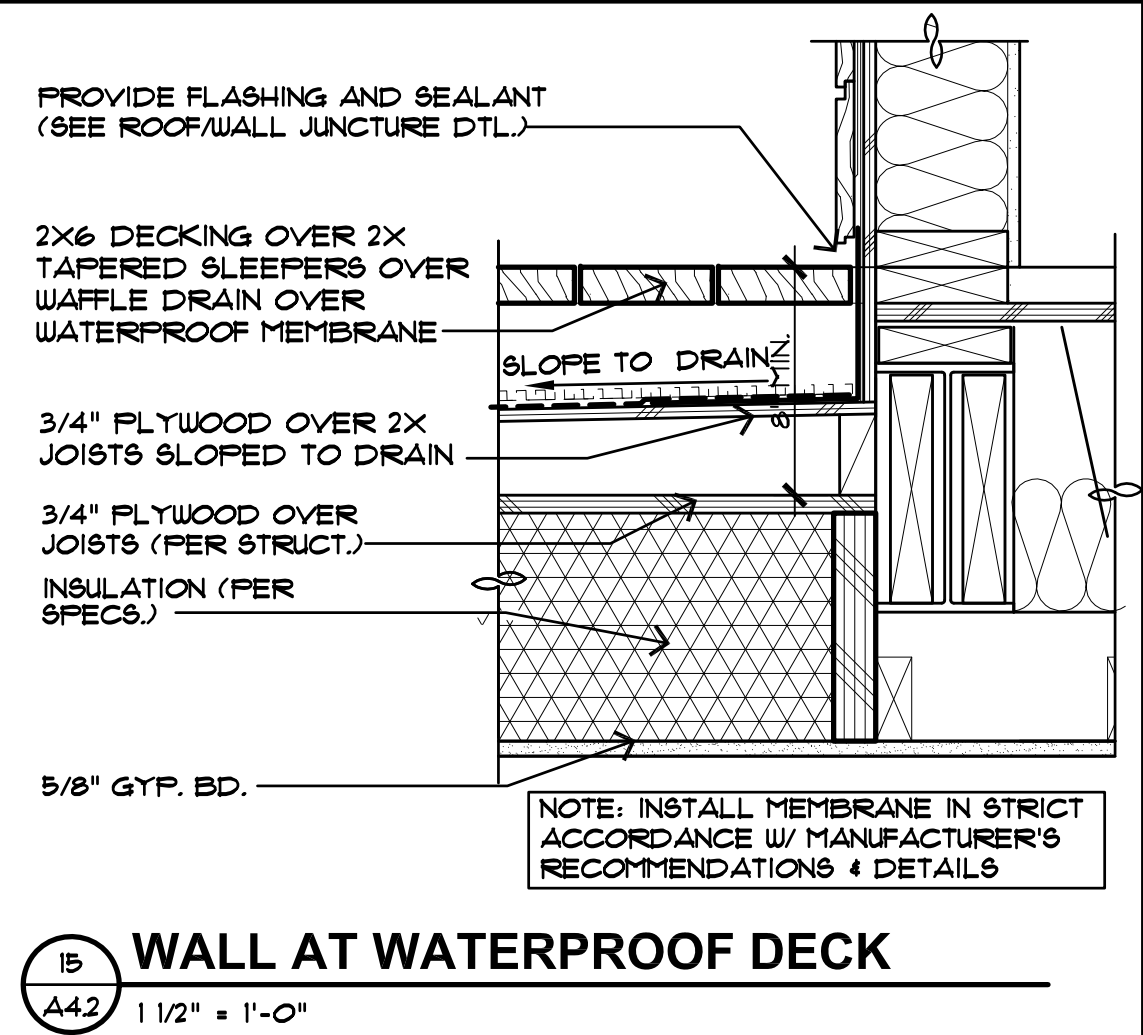 PROVIDE FLASHING AND SEALANT
(SEE ROOF/WALL JUNCTURE DTL.)
2X6 DECKING OVER 2X
TAPERED SLEEPERS OVER
WAFFLE DRAIN OVER
WATERPROOF MEMBRANE
SLOPE TO DRAIN
3/4" PLYWOOD OVER 2X
JOISTS SLOPED TO DRAIN
3/4" PLYWOOD OVER
JOISTS (PER STRUCT.)
INSULATION (PER
SPECS.)
5/8" GYP. BD.
NOTE: INSTALL MEMBRANE IN STRICT
ACCORDANCE W/ MANUFACTURER'S
RECOMMENDATIONS & DETAILS
15
A4.2
WALL AT WATERPROOF DECK
1 1/2" = 1'-0"